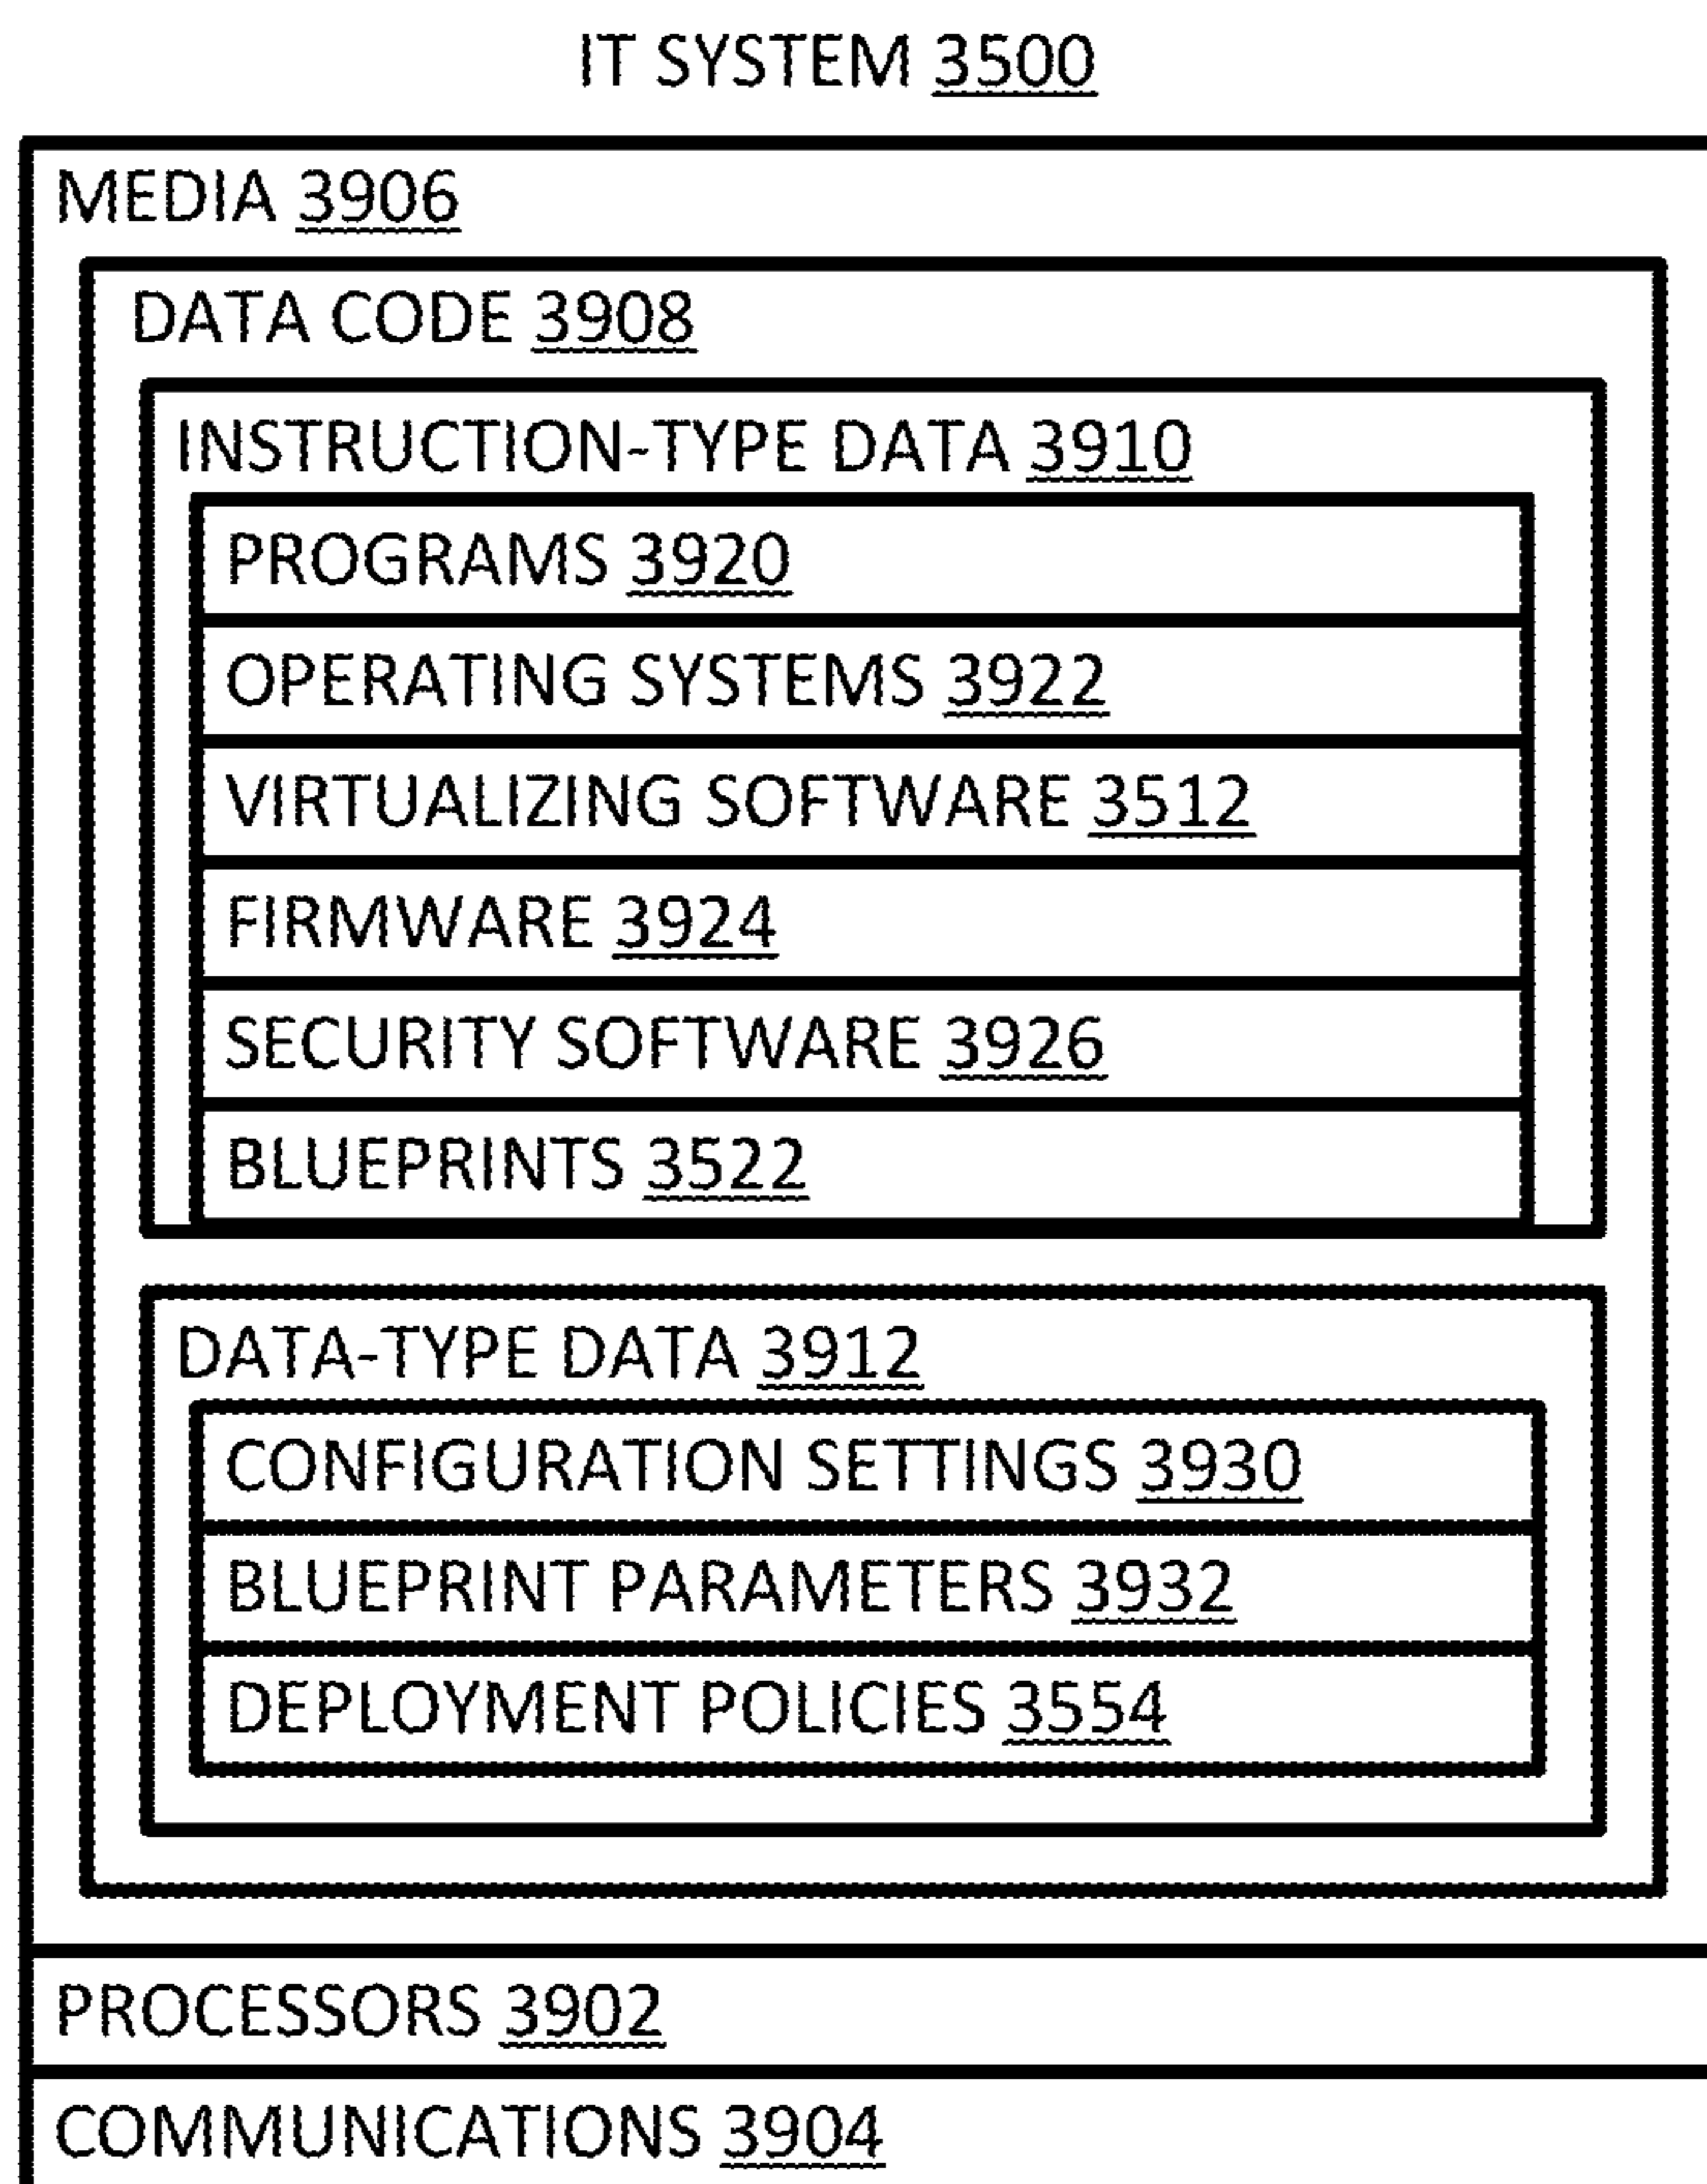 IT SYSTEM 3500
MEDIA 3906
DATA CODE 3908
INSTRUCTION-TYPE DATA 3910
PROGRAMS 3920
OPERATING SYSTEMS 3922
VIRTUALIZING SOFTWARE 3512
FIRMWARE 3924
SECURITY SOFTWARE 3926
BLUEPRINTS 3522
DATA-TYPE DATA 3912
CONFIGURATION SETTINGS 3930
BLUEPRINT PARAMETERS 3932
DEPLOYMENT POLICIES 3554
PROCESSORS 3902
COMMUNICATIONS 3904